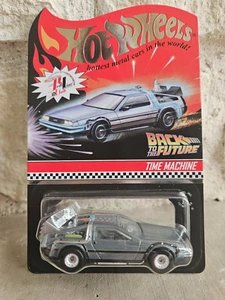 Hot Wheels
hottest metal cars in the world!
BACK
TO THE
FUTURE
TIME MACHINE